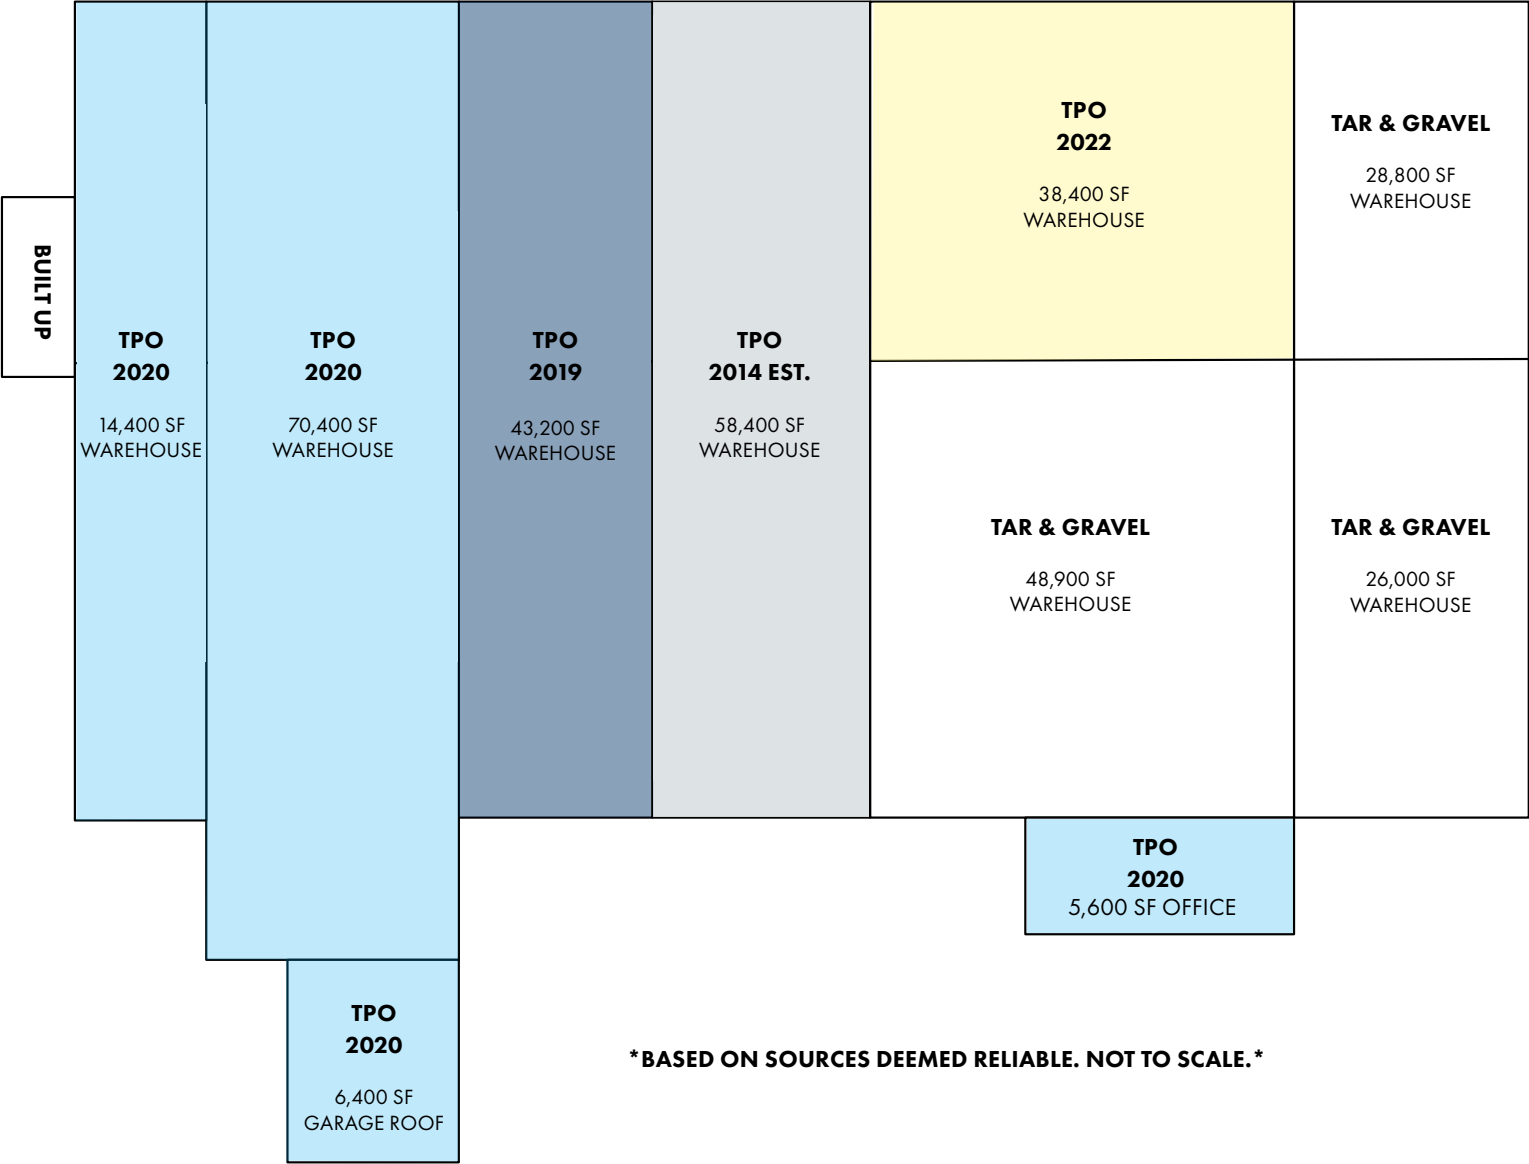 BUILT UP
TPO
2020
14,400 SF
WAREHOUSE
TPO
2020
70,400 SF
WAREHOUSE
TPO
2019
43,200 SF
WAREHOUSE
TPO
2014 EST.
58,400 SF
WAREHOUSE
TPO
2022
38,400 SF
WAREHOUSE
TAR & GRAVEL
28,800 SF
WAREHOUSE
TAR & GRAVEL
48,900 SF
WAREHOUSE
TAR & GRAVEL
26,000 SF
WAREHOUSE
TPO
2020
5,600 SF OFFICE
TPO
2020
6,400 SF
GARAGE ROOF
*BASED ON SOURCES DEEMED RELIABLE. NOT TO SCALE.*